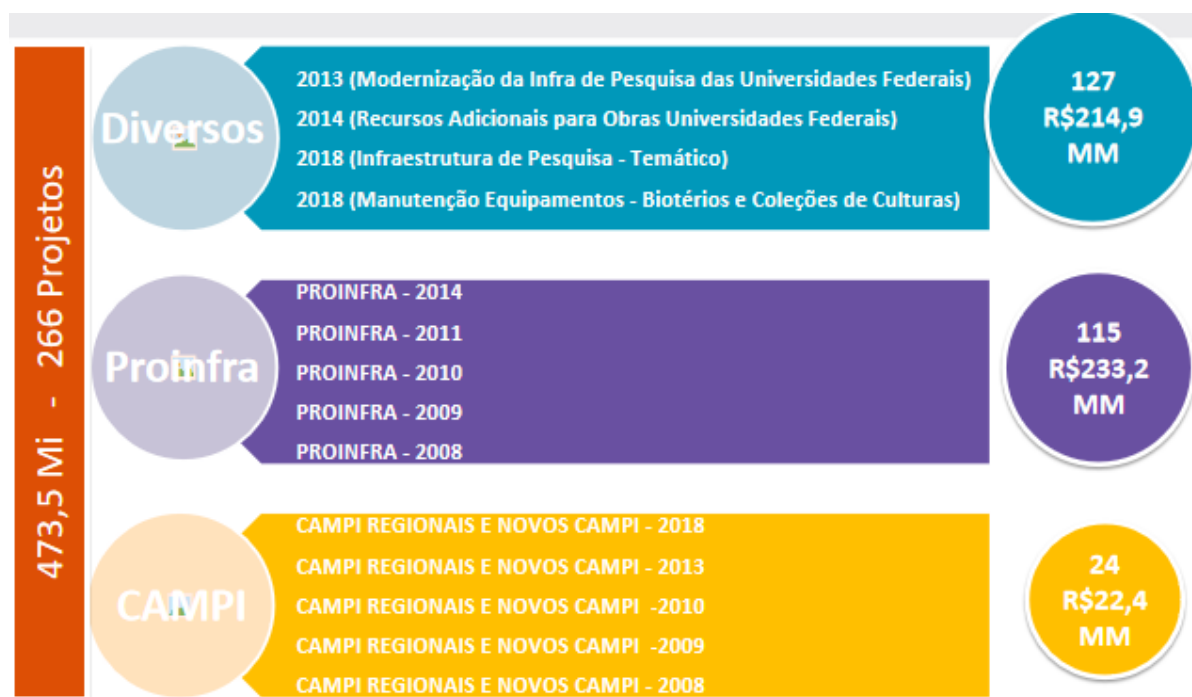 473,5 Mi - 266 Projetos
Diversos
2013 (Modernização da Infra de Pesquisa das Universidades Federais)
2014 (Recursos Adicionais para Obras Universidades Federais)
2018 (Infraestrutura de Pesquisa - Temático)
2018 (Manutenção Equipamentos - Biotérios e Coleções de Culturas)
127
R$214,9
MM
Proinfra
PROINFRA - 2014
PROINFRA - 2011
PROINFRA - 2010
PROINFRA - 2009
PROINFRA - 2008
115
R$233,2
MM
CAMPI
CAMPI REGIONAIS E NOVOS CAMPI - 2018
CAMPI REGIONAIS E NOVOS CAMPI - 2013
CAMPI REGIONAIS E NOVOS CAMPI -2010
CAMPI REGIONAIS E NOVOS CAMPI -2009
CAMPI REGIONAIS E NOVOS CAMPI - 2008
24
R$22,4
MM